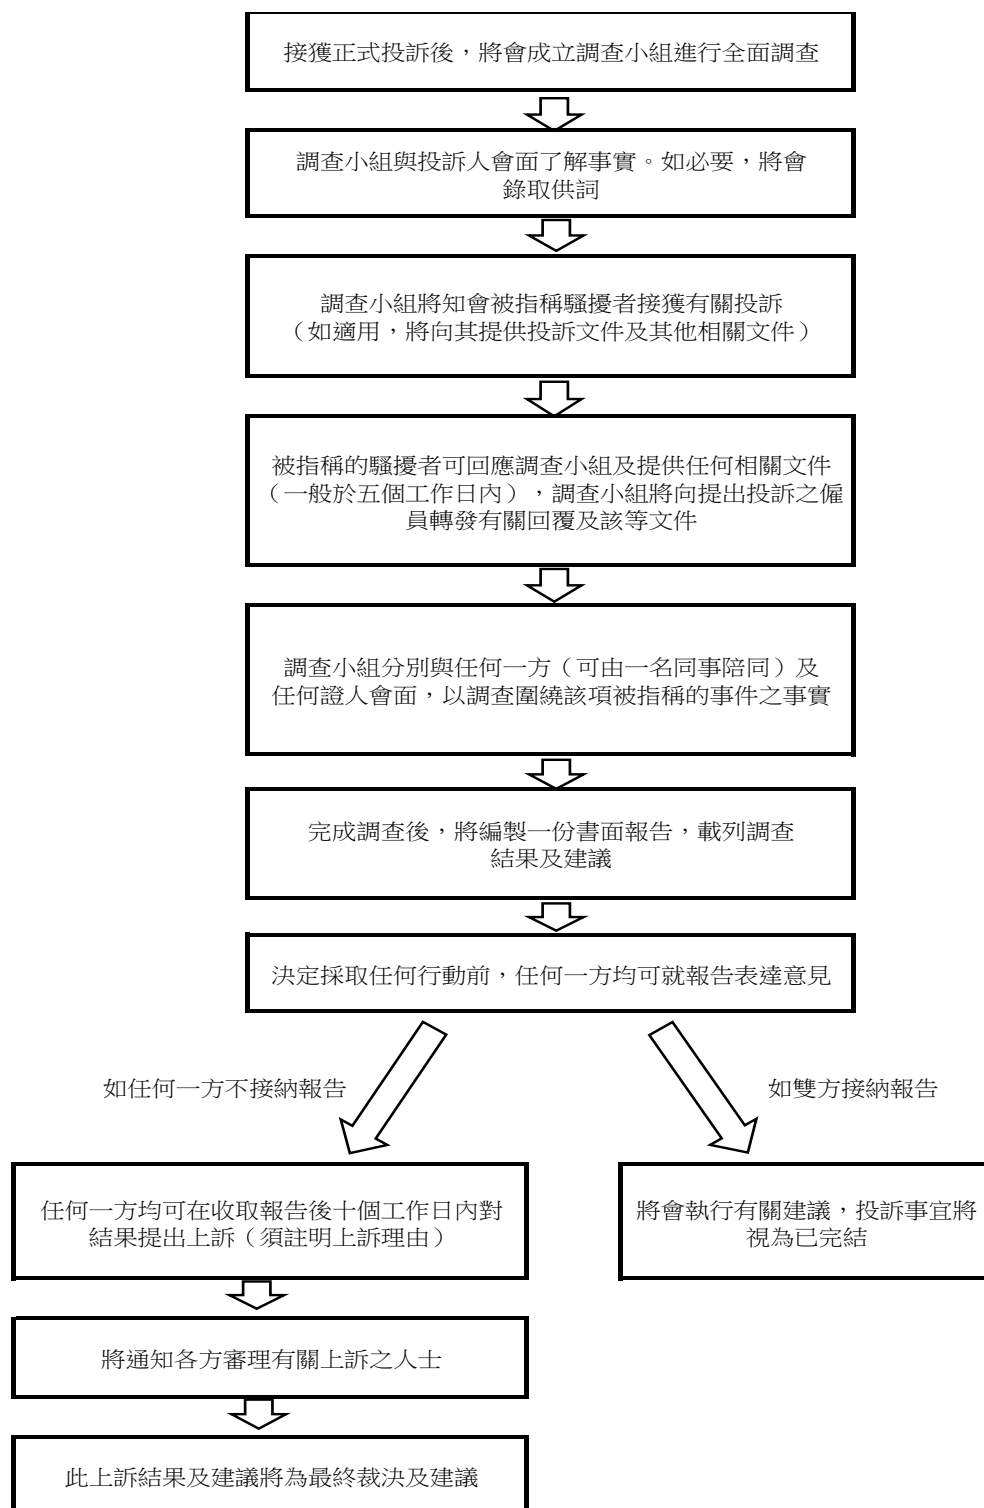 接獲正式投訴後，將會成立調查小組進行全面調查
調查小組與投訴人會面了解事實。如必要，將會
錄取供詞
調查小組將知會被指稱騷擾者接獲有關投訴
（如適用，將向其提供投訴文件及其他相關文件）
被指稱的騷擾者可回應調查小組及提供任何相關文件
（一般於五個工作日內），調查小組將向提出投訴之僱
員轉發有關回覆及該等文件
調查小組分別與任何一方（可由一名同事陪同）及
任何證人會面，以調查圍繞該項被指稱的事件之事實
完成調查後，將編製一份書面報告，載列調查
結果及建議
決定採取任何行動前，任何一方均可就報告表達意見
如任何一方不接納報告
如雙方接納報告
任何一方均可在收取報告後十個工作日內對
結果提出上訴（須註明上訴理由）
將會執行有關建議，投訴事宜將
視為已完結
將通知各方審理有關上訴之人士
此上訴結果及建議將為最終裁決及建議